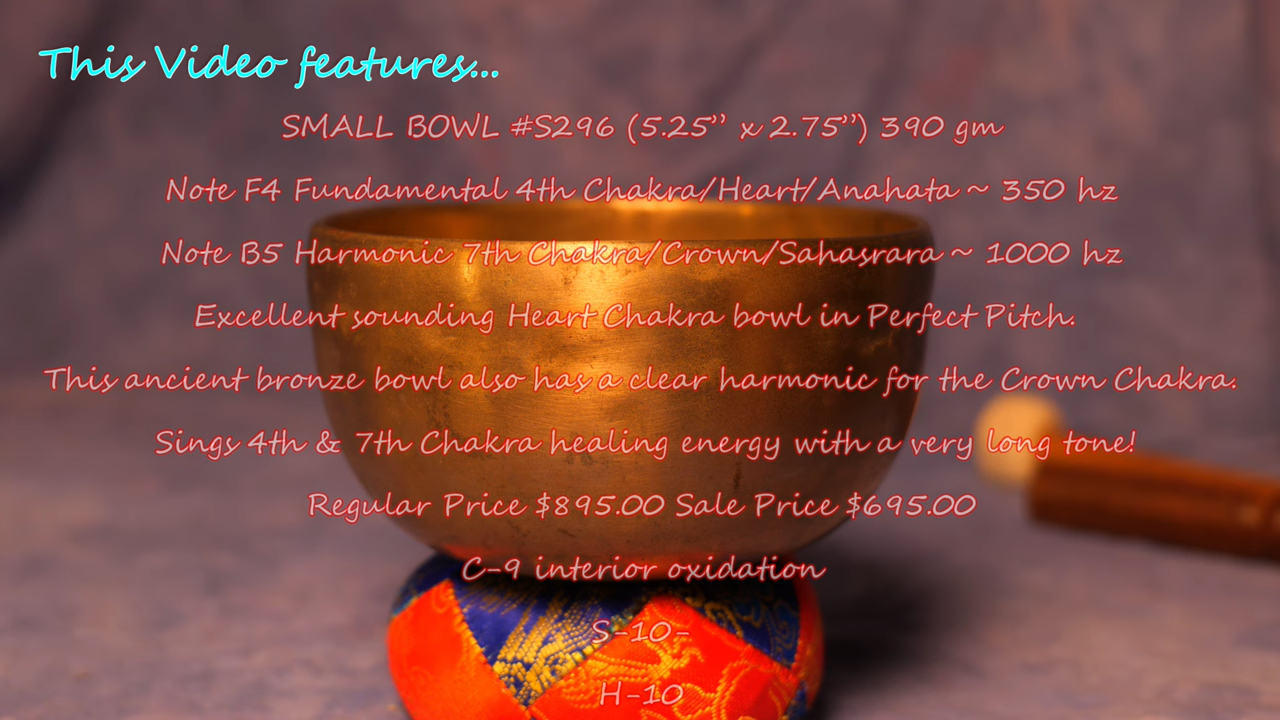 This Video features...
SMALL BOWL #S296 (5.25” x 2.75”) 390 gm
Note F4 Fundamental 4th Chakra/Heart/Anahata ~ 350 hz
Note B5 Harmonic 7th Chakra/Crown/Sahasrara ~ 1000 hz
Excellent sounding Heart Chakra bowl in Perfect Pitch.
This ancient bronze bowl also has a clear harmonic for the Crown Chakra.
Sings 4th & 7th Chakra healing energy with a very long tone!
Regular Price $895.00 Sale Price $695.00
C-9 interior oxidation
S-10-
H-10